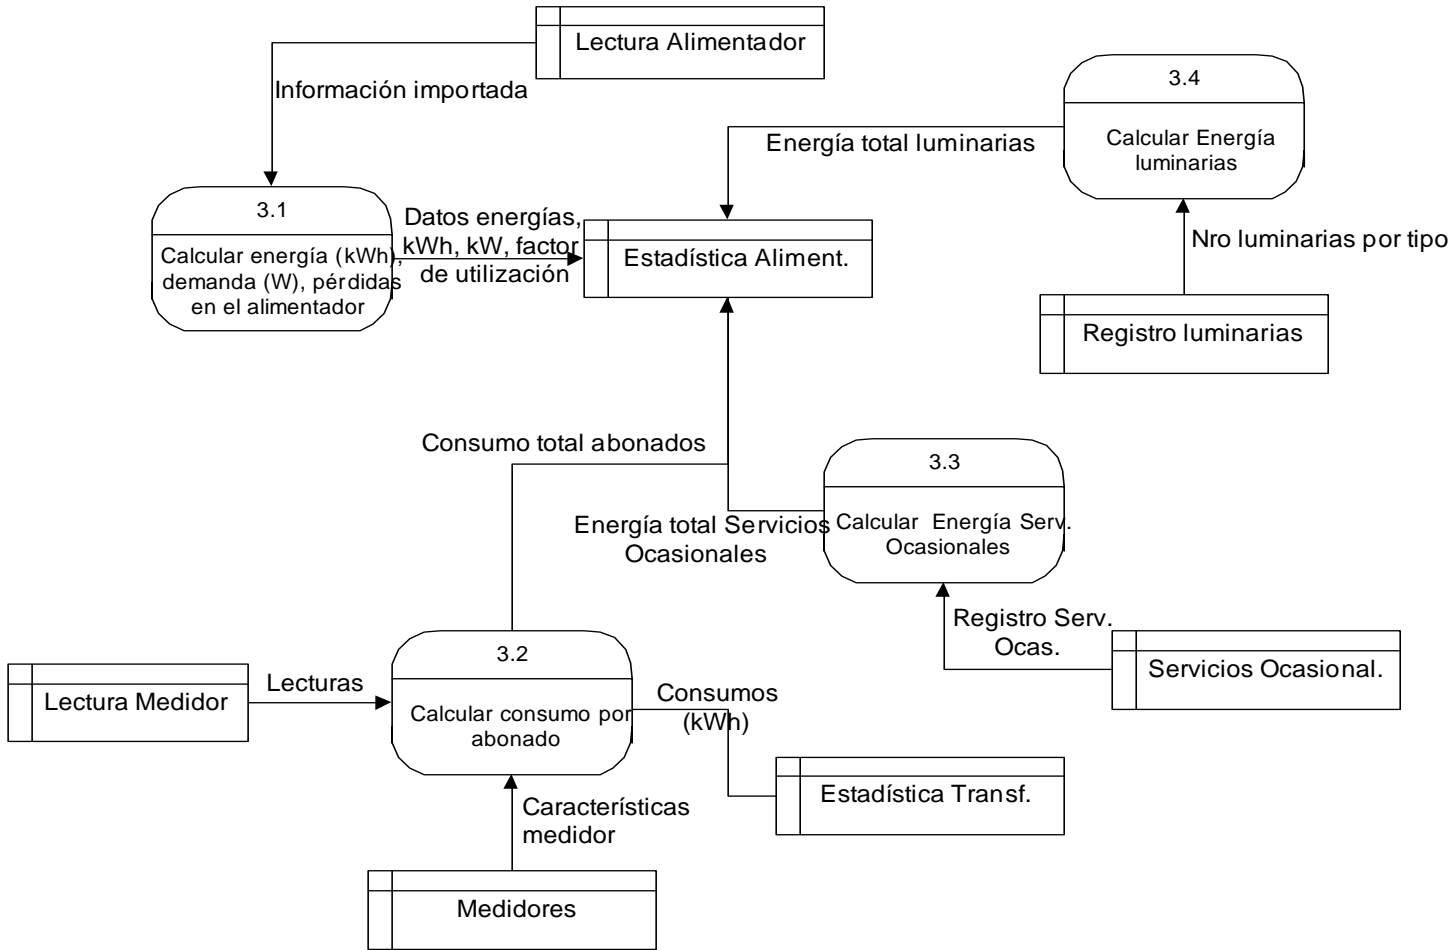 Lectura Alimentador
Información importada
3.4
Calcular Energía
luminarias
Energía total luminarias
3.1
Calcular energía (kWh),
demanda (W), pérdidas
en el alimentador
Datos energías,
kWh, kW, factor
de utilización
Estadística Aliment.
Nro luminarias por tipo
Registro luminarias
Consumo total abonados
3.3
Calcular Energía Serv.
Ocasionales
Energía total Servicios
Ocasionales
Registro Serv.
Ocas.
Servicios Ocasional.
3.2
Calcular consumo por
abonado
Lectura Medidor
Lecturas
Consumos
(kWh)
Estadística Transf.
Característícas
medidor
Medidores